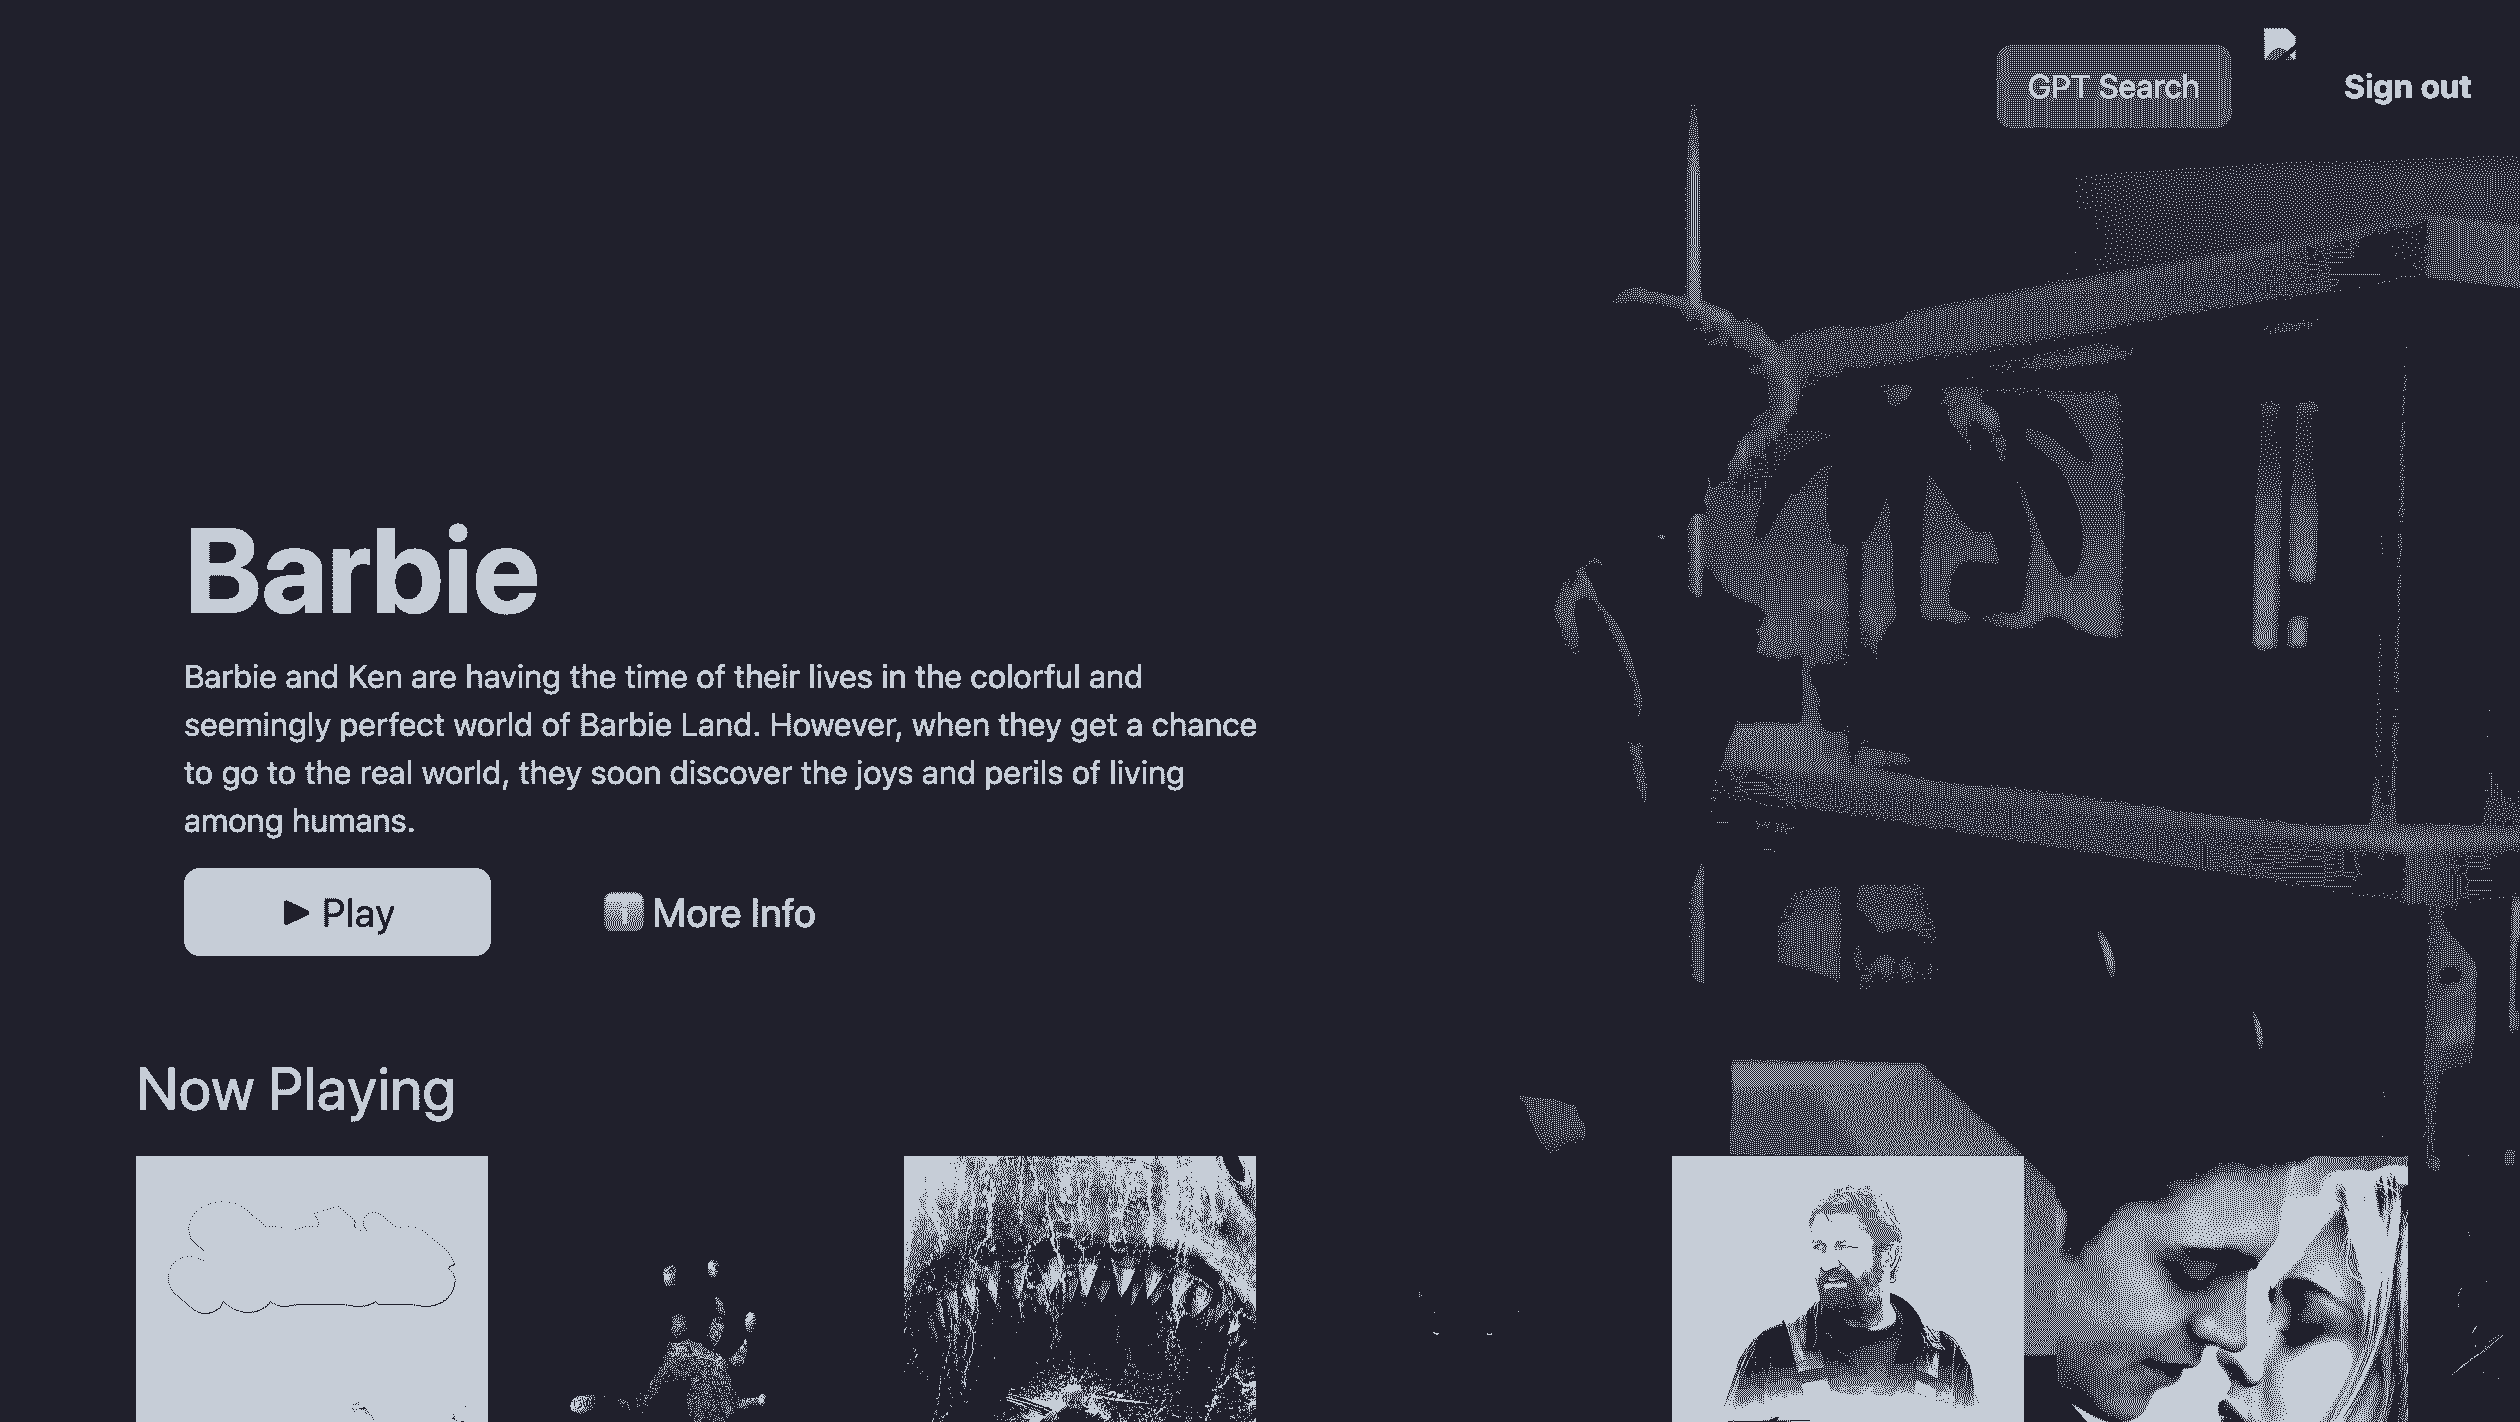 GPT Search
Sign out
Barbie
Barbie and Ken are having the time of their lives in the colorful and
seemingly perfect world of Barbie Land. However, when they get a chance
to go to the real world, they soon discover the joys and perils of living
among humans.
▶ Play
More Info
Now Playing